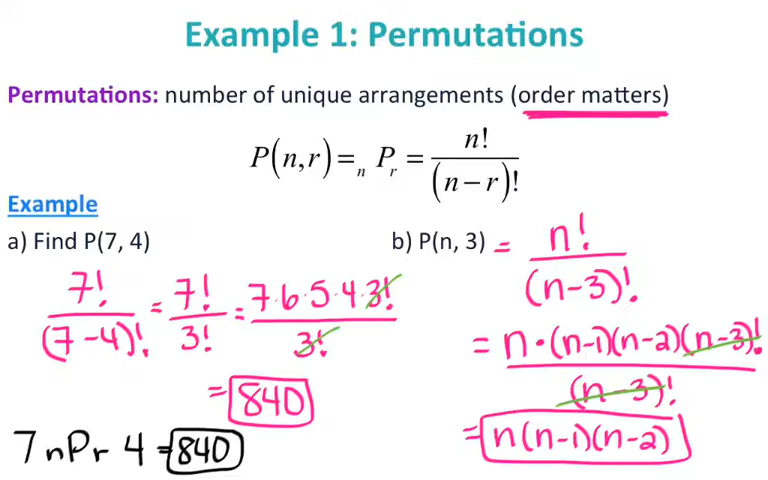 Example 1: Permutations
Permutations: number of unique arrangements (order matters)
P(n,r) = ₙ Pᵣ = n! / (n − r)!
Example
a) Find P(7, 4)
7! / (7 − 4)! = 7! / 3! = 7·6·5·4·3! / 3!
= 840
7 nPr 4 = 840
b) P(n, 3) = n! / (n − 3)!
= n·(n−1)(n−2)(n−3)! / (n−3)!
= n(n−1)(n−2)